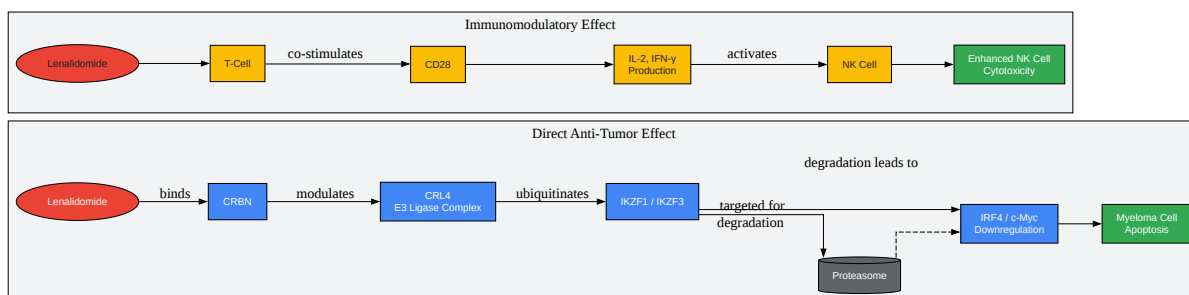 Immunomodulatory Effect
Lenalidomide
T-Cell
co-stimulates
CD28
IL-2, IFN-γ
Production
activates
NK Cell
Enhanced NK Cell
Cytotoxicity
Direct Anti-Tumor Effect
Lenalidomide
binds
CRBN
modulates
CRL4
E3 Ligase Complex
ubiquitinates
IKZF1 / IKZF3
targeted for
degradation
Proteasome
degradation leads to
IRF4 / c-Myc
Downregulation
Myeloma Cell
Apoptosis